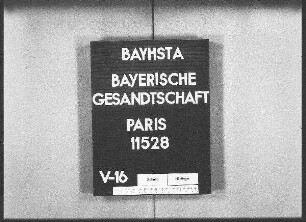 BAYHSTA
BAYERISCHE
GESANDTSCHAFT
PARIS
11528
V-16